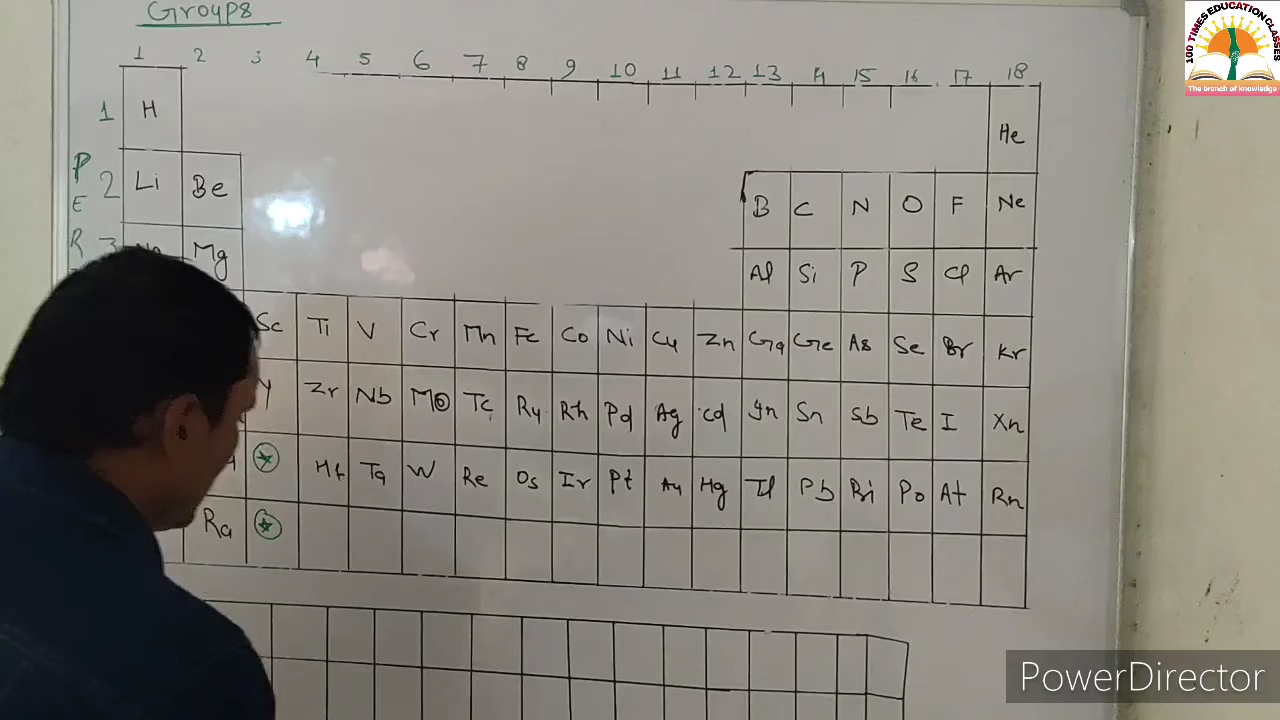 Groups
1 2 3 4 5 6 7 8 9 10 11 12 13 14 15 16 17 18
1 H He
P
2 Li Be B C N O F Ne
E
R 3 Mg Al Si P S Cl Ar
Sc Ti V Cr Mn Fe Co Ni Cu Zn Ga Ge As Se Br Kr
Y Zr Nb Mo Tc Ru Rh Pd Ag Cd In Sn Sb Te I Xn
Hf Ta W Re Os Ir Pt Au Hg Tl Pb Bi Po At Rn
Ra
100 TIMES EDUCATION CLASSES
The branch of knowledge
PowerDirector